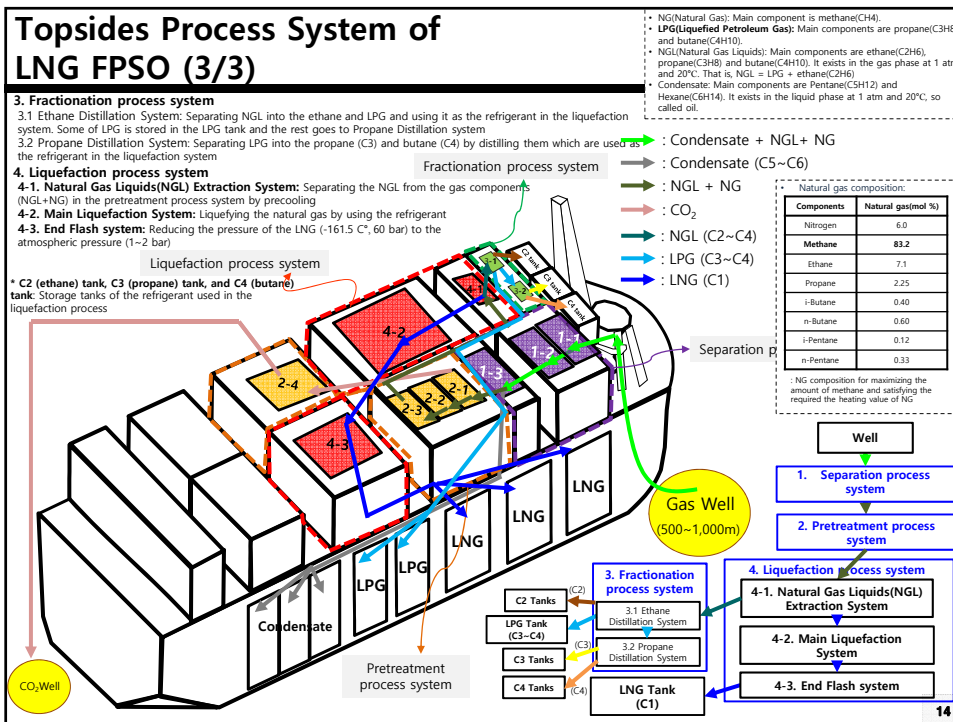 Topsides Process System of
LNG FPSO (3/3)
• NG(Natural Gas): Main component is methane(CH4).
• LPG(Liquefied Petroleum Gas): Main components are propane(C3H8)
and butane(C4H10).
• NGL(Natural Gas Liquids): Main components are ethane(C2H6),
propane(C3H8) and butane(C4H10). It exists in the gas phase at 1 atm
and 20℃. That is, NGL = LPG + ethane(C2H6)
• Condensate: Main components are Pentane(C5H12) and
Hexane(C6H14). It exists in the liquid phase at 1 atm and 20℃, so
called oil.
3. Fractionation process system
3.1 Ethane Distillation System: Separating NGL into the ethane and LPG and using it as the refrigerant in the liquefaction
system. Some of LPG is stored in the LPG tank and the rest goes to Propane Distillation system
3.2 Propane Distillation System: Separating LPG into the propane (C3) and butane (C4) by distilling them which are used as
the refrigerant in the liquefaction system
4. Liquefaction process system
4-1. Natural Gas Liquids(NGL) Extraction System: Separating the NGL from the gas components
(NGL+NG) in the pretreatment process system by precooling
4-2. Main Liquefaction System: Liquefying the natural gas by using the refrigerant
4-3. End Flash system: Reducing the pressure of the LNG (-161.5 C°, 60 bar) to the
atmospheric pressure (1~2 bar)
* C2 (ethane) tank, C3 (propane) tank, and C4 (butane)
tank: Storage tanks of the refrigerant used in the
liquefaction process
: Condensate + NGL+ NG
: Condensate (C5~C6)
: NGL + NG
: CO2
: NGL (C2~C4)
: LPG (C3~C4)
: LNG (C1)
• Natural gas composition:
Components Natural gas(mol %)
Nitrogen 6.0
Methane 83.2
Ethane 7.1
Propane 2.25
i-Butane 0.40
n-Butane 0.60
i-Pentane 0.12
n-Pentane 0.33
: NG composition for maximizing the
amount of methane and satisfying the
required the heating value of NG
Fractionation process system
Liquefaction process system
Separation p
Pretreatment
process system
3-1
3-2
C2 tank
C3 tank
C4 tank
4-1
4-2
4-3
2-4
2-1
2-2
2-3
1-1
1-2
1-3
LNG
LNG
LNG
LPG
LPG
Condensate
Gas Well
(500~1,000m)
CO2Well
Well
1. Separation process
system
2. Pretreatment process
system
4. Liquefaction process system
4-1. Natural Gas Liquids(NGL)
Extraction System
4-2. Main Liquefaction
System
4-3. End Flash system
3. Fractionation
process system
3.1 Ethane
Distillation System
3.2 Propane
Distillation System
(C2)
C2 Tanks
LPG Tank
(C3~C4)
(C3)
C3 Tanks
C4 Tanks
(C4)
LNG Tank
(C1)
14